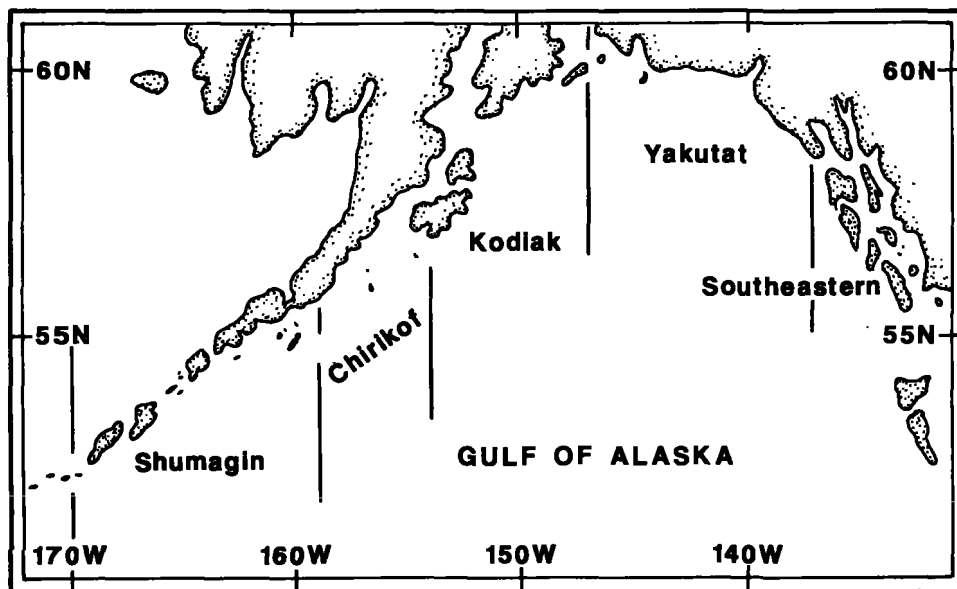 60N
60N
Yakutat
Kodiak
Southeastern
55N
55N
Chirikof
Shumagin
GULF OF ALASKA
170W
160W
150W
140W